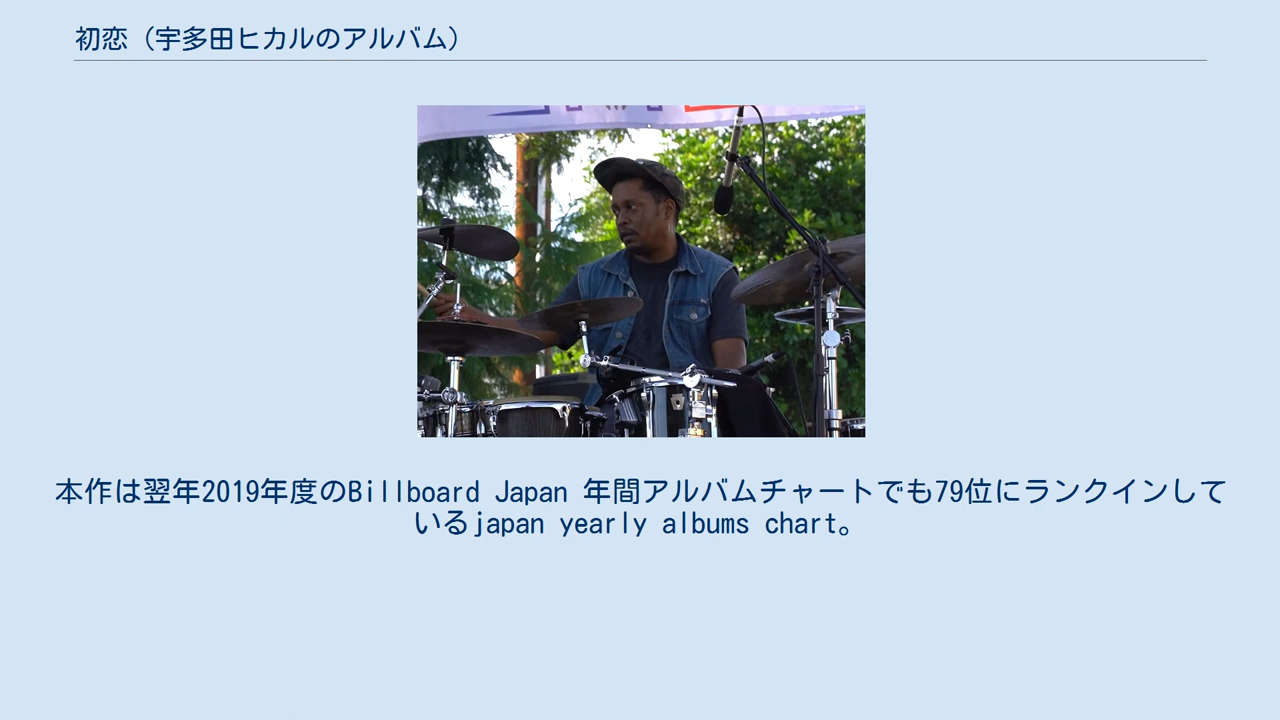 初恋（宇多田ヒカルのアルバム）
本作は翌年2019年度のBillboard Japan 年間アルバムチャートでも79位にランクインして
いるjapan yearly albums chart。